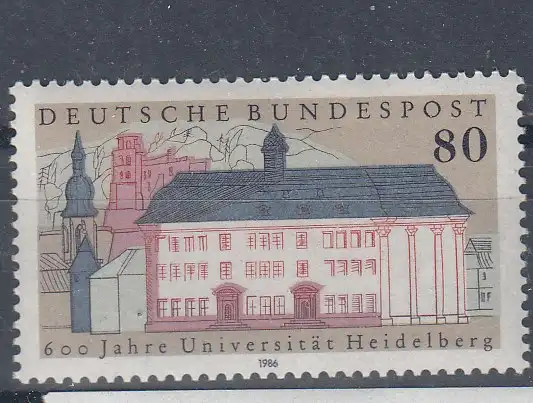 DEUTSCHE BUNDESPOST
80
600 Jahre Universität Heidelberg
1986